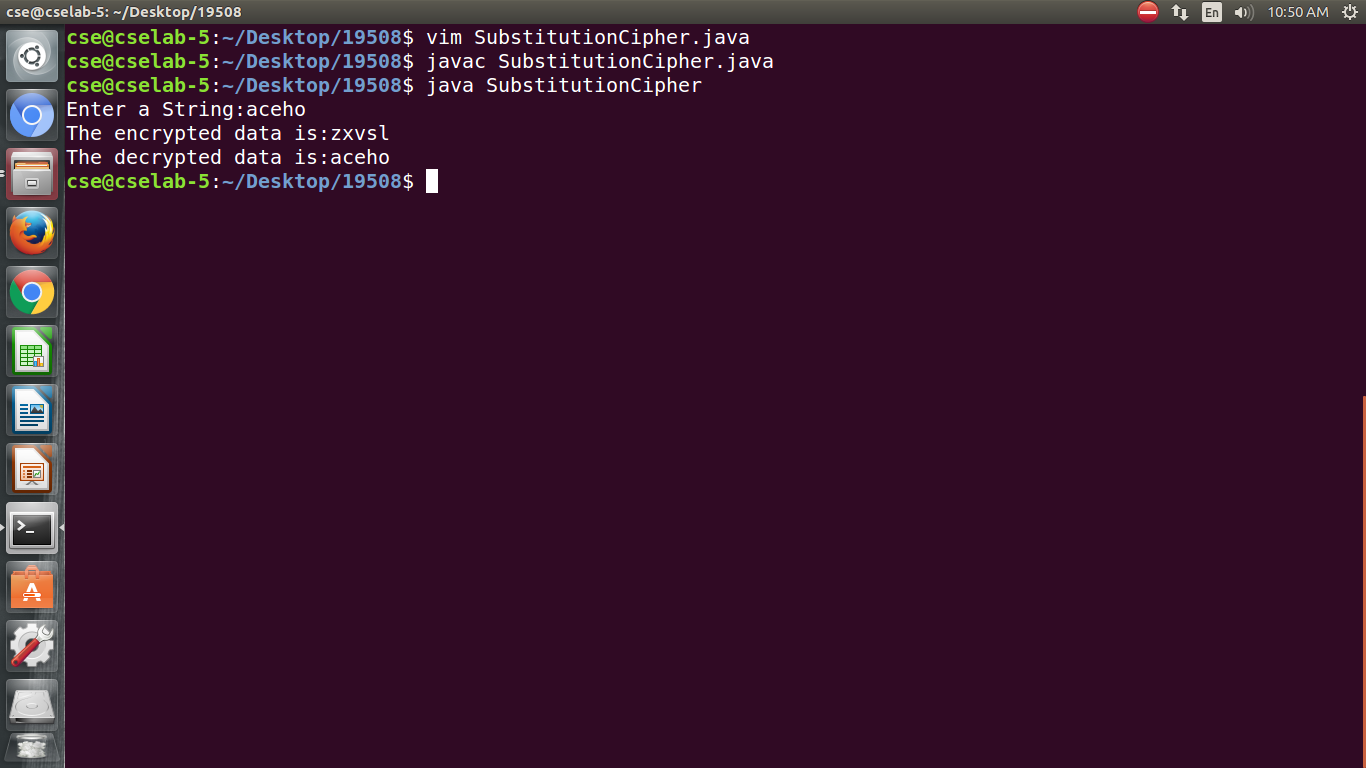 cse@cselab-5: ~/Desktop/19508
En
10:50 AM
cse@cselab-5:~/Desktop/19508$ vim SubstitutionCipher.java
cse@cselab-5:~/Desktop/19508$ javac SubstitutionCipher.java
cse@cselab-5:~/Desktop/19508$ java SubstitutionCipher
Enter a String:aceho
The encrypted data is:zxvsl
The decrypted data is:aceho
cse@cselab-5:~/Desktop/19508$